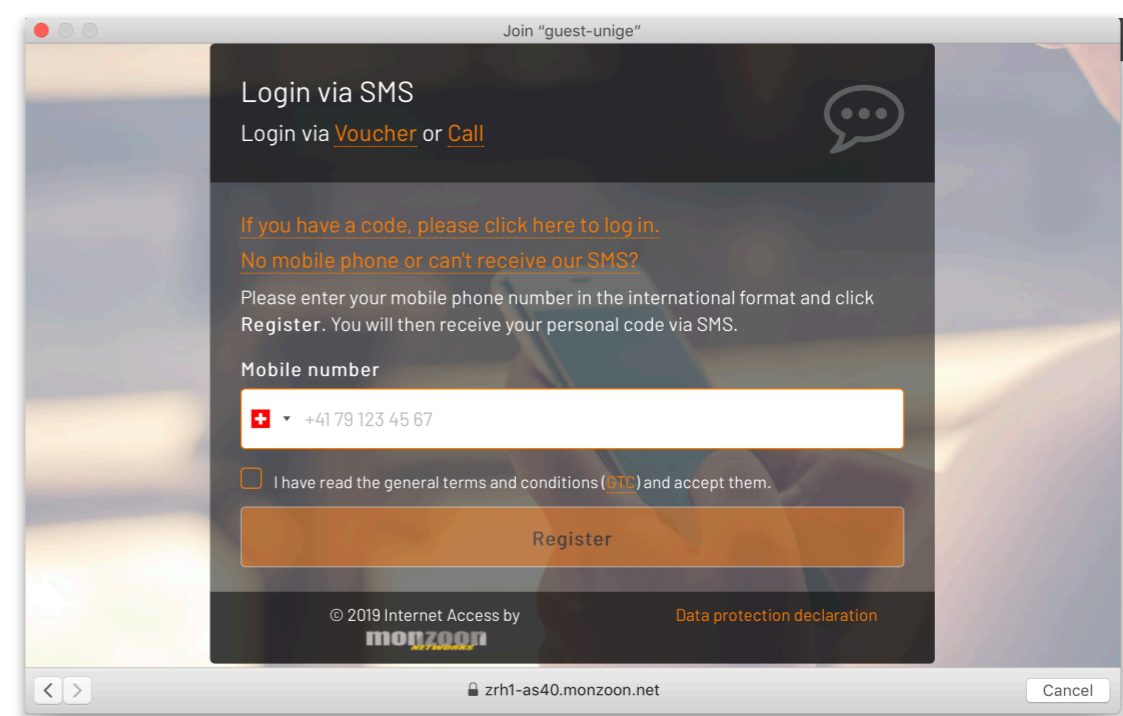 Join “guest-unige”
Login via SMS
Login via Voucher or Call
If you have a code, please click here to log in.
No mobile phone or can't receive our SMS?
Please enter your mobile phone number in the international format and click
Register. You will then receive your personal code via SMS.
Mobile number
+41 79 123 45 67
I have read the general terms and conditions (GTC) and accept them.
Register
© 2019 Internet Access by
monzoon
NETWORKS
Data protection declaration
zrh1-as40.monzoon.net
Cancel